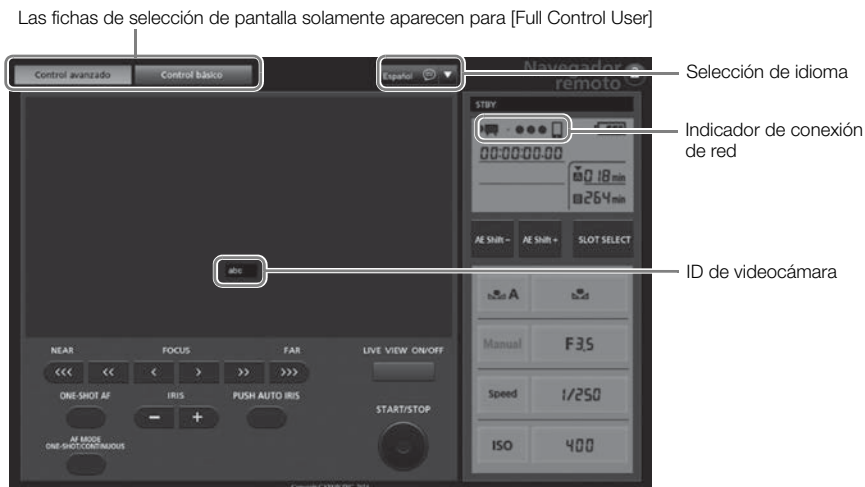 Las fichas de selección de pantalla solamente aparecen para [Full Control User]
Control avanzado
Control básico
Español
Navegador
remoto
Selección de idioma
STBY
Indicador de conexión
de red
00:00:00.00
A 018 min
B 264 min
AE Shift –
AE Shift +
SLOT SELECT
abc
ID de videocámara
A
Manual
F3.5
NEAR
FOCUS
FAR
LIVE VIEW ON/OFF
<<<
<<
<
>
>>
>>>
Speed
1/250
ONE-SHOT AF
IRIS
PUSH AUTO IRIS
–
+
START/STOP
AF MODE
ONE-SHOT/CONTINUOUS
ISO
400